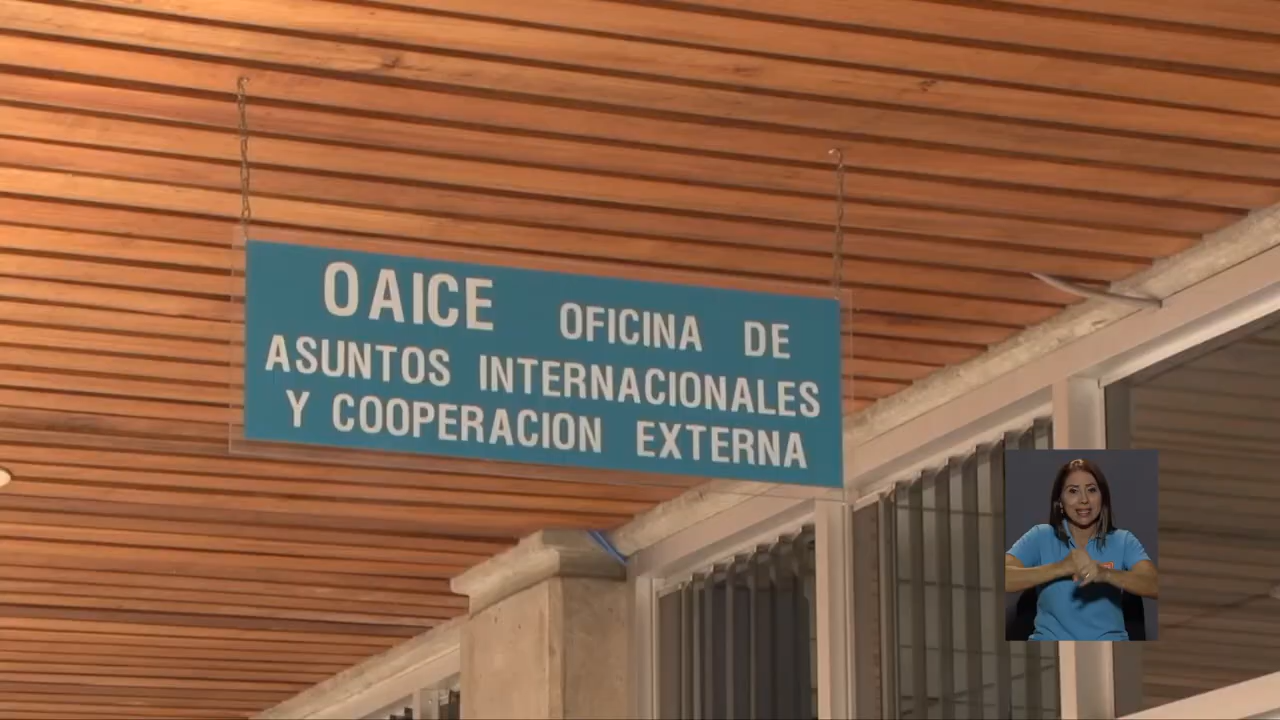 OAICE OFICINA DE
ASUNTOS INTERNACIONALES
Y COOPERACION EXTERNA